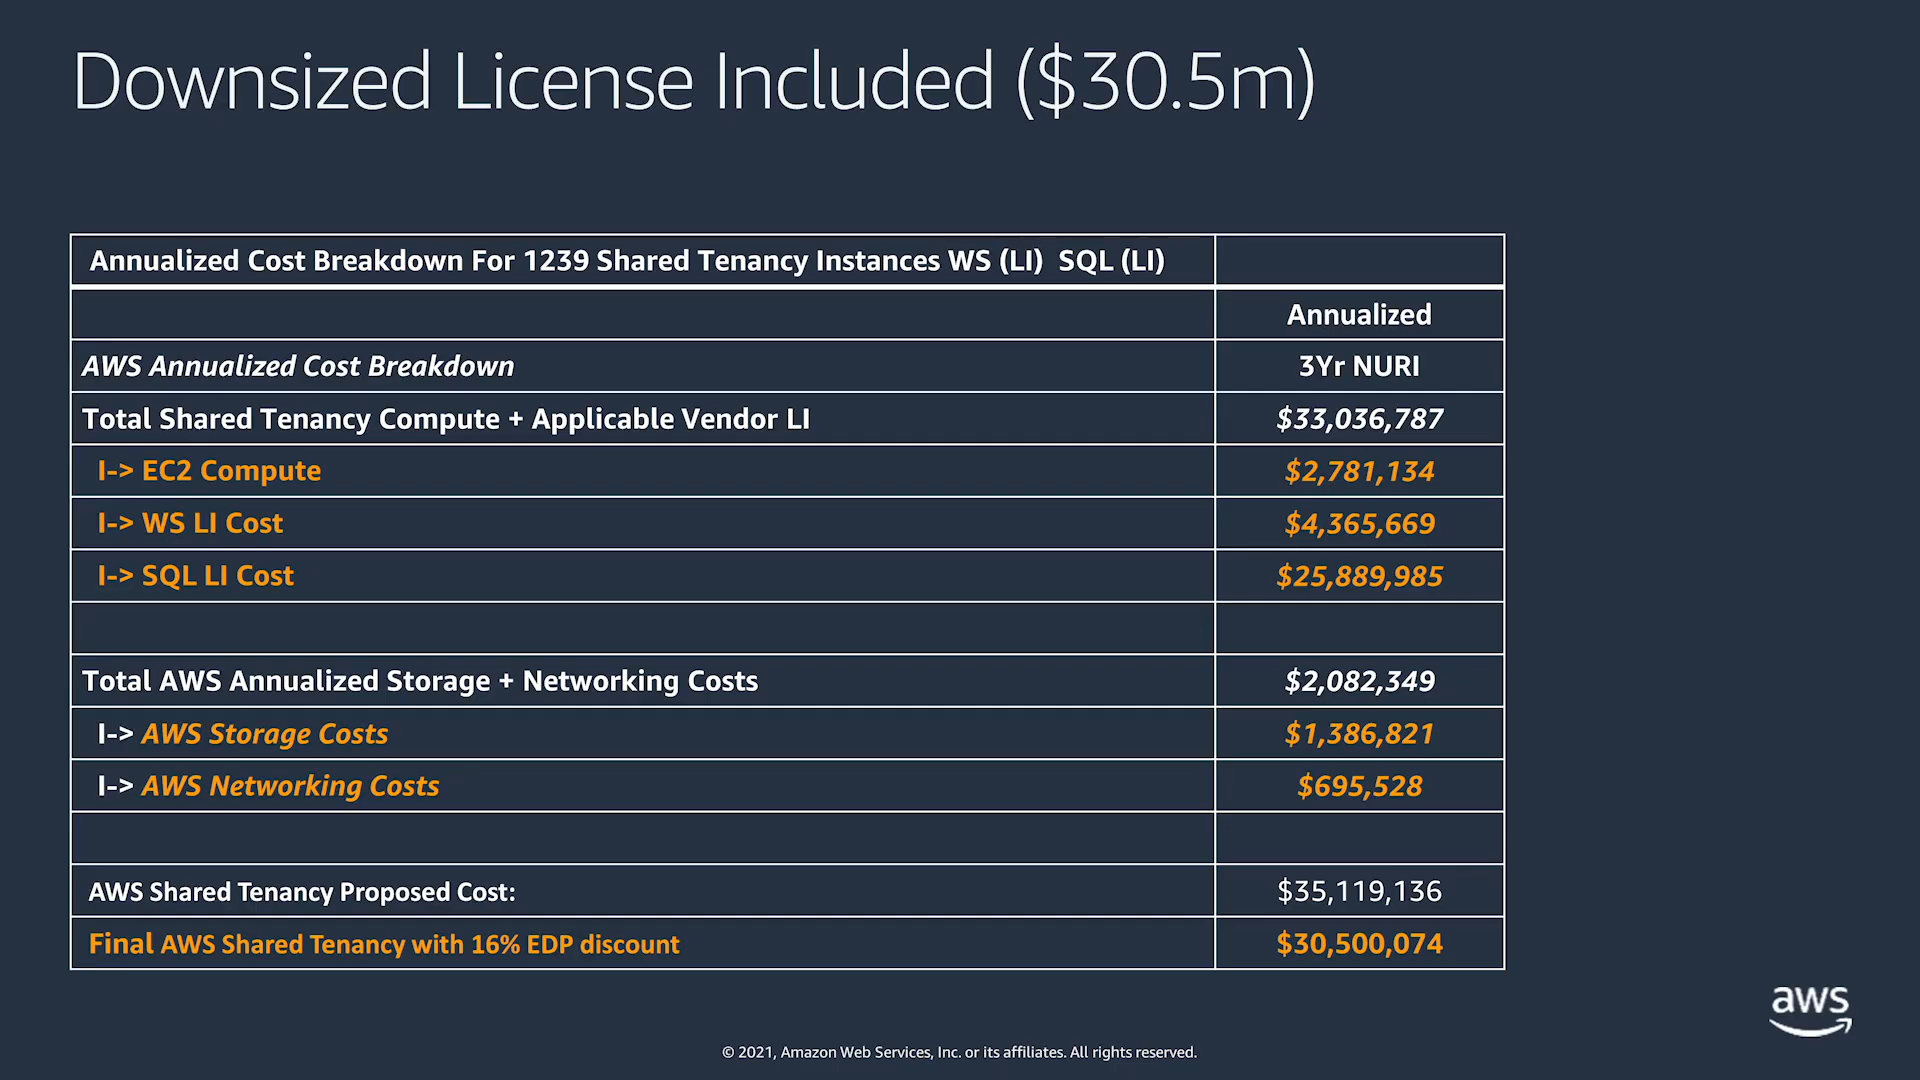 Downsized License Included ($30.5m)
Annualized Cost Breakdown For 1239 Shared Tenancy Instances WS (LI) SQL (LI)
Annualized
AWS Annualized Cost Breakdown 3Yr NURI
Total Shared Tenancy Compute + Applicable Vendor LI $33,036,787
I-> EC2 Compute $2,781,134
I-> WS LI Cost $4,365,669
I-> SQL LI Cost $25,889,985
Total AWS Annualized Storage + Networking Costs $2,082,349
I-> AWS Storage Costs $1,386,821
I-> AWS Networking Costs $695,528
AWS Shared Tenancy Proposed Cost: $35,119,136
Final AWS Shared Tenancy with 16% EDP discount $30,500,074
aws
© 2021, Amazon Web Services, Inc. or its affiliates. All rights reserved.